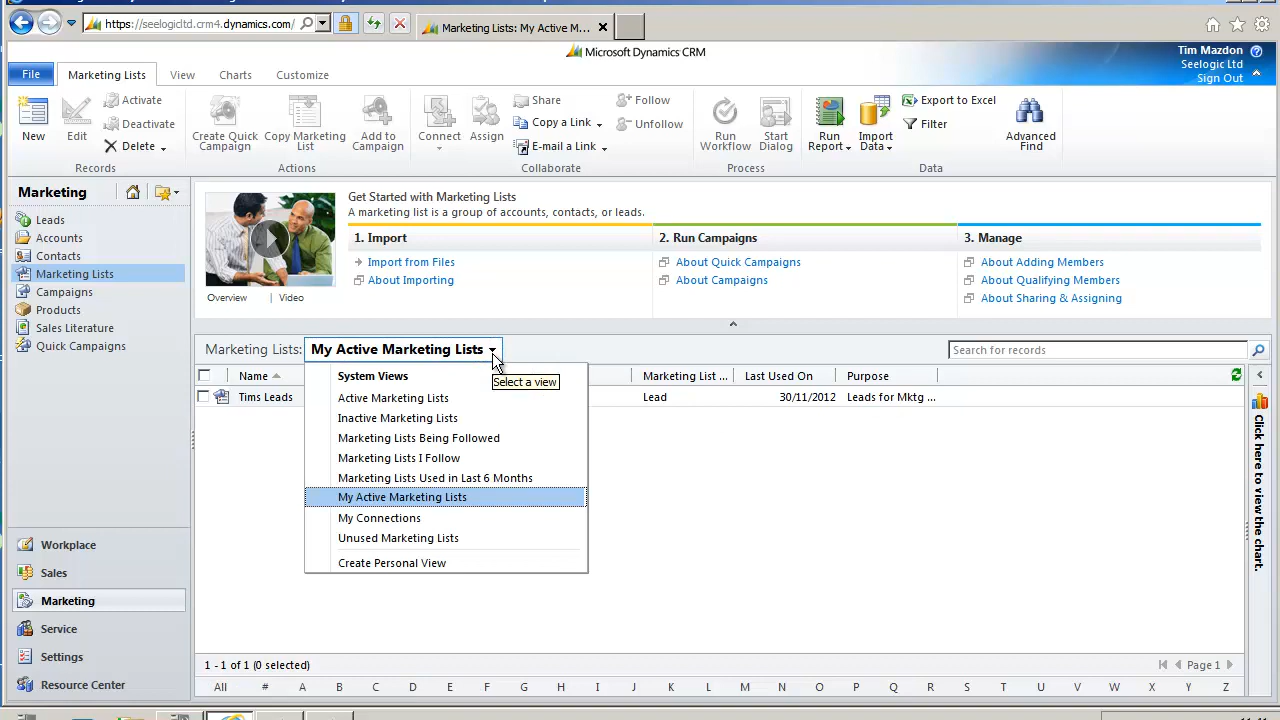 https://seelogicltd.crm4.dynamics.com/
Marketing Lists: My Active M...
Microsoft Dynamics CRM
Tim Mazdon
Seelogic Ltd
Sign Out
File
Marketing Lists
View
Charts
Customize
New
Edit
Activate
Deactivate
Delete
Records
Create Quick Campaign
Copy Marketing List
Add to Campaign
Actions
Connect
Assign
Share
Copy a Link
E-mail a Link
Follow
Unfollow
Collaborate
Run Workflow
Start Dialog
Process
Run Report
Import Data
Export to Excel
Filter
Advanced Find
Data
Marketing
Leads
Accounts
Contacts
Marketing Lists
Campaigns
Products
Sales Literature
Quick Campaigns
Workplace
Sales
Marketing
Service
Settings
Resource Center
Get Started with Marketing Lists
A marketing list is a group of accounts, contacts, or leads.
Overview | Video
1. Import
Import from Files
About Importing
2. Run Campaigns
About Quick Campaigns
About Campaigns
3. Manage
About Adding Members
About Qualifying Members
About Sharing & Assigning
Marketing Lists: My Active Marketing Lists
Search for records
Name
Marketing List ...
Last Used On
Purpose
Tims Leads
Lead
30/11/2012
Leads for Mktg ...
Select a view
System Views
Active Marketing Lists
Inactive Marketing Lists
Marketing Lists Being Followed
Marketing Lists I Follow
Marketing Lists Used in Last 6 Months
My Active Marketing Lists
My Connections
Unused Marketing Lists
Create Personal View
Click here to view the chart.
1 - 1 of 1 (0 selected)
Page 1
All # A B C D E F G H I J K L M N O P Q R S T U V W X Y Z